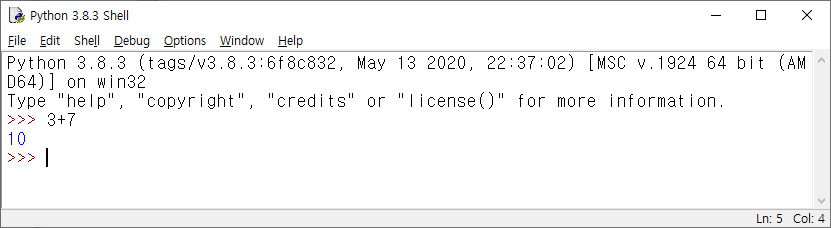 Python 3.8.3 Shell
File Edit Shell Debug Options Window Help
Python 3.8.3 (tags/v3.8.3:6f8c832, May 13 2020, 22:37:02) [MSC v.1924 64 bit (AM
D64)] on win32
Type "help", "copyright", "credits" or "license()" for more information.
>>> 3+7
10
>>>
Ln: 5 Col: 4